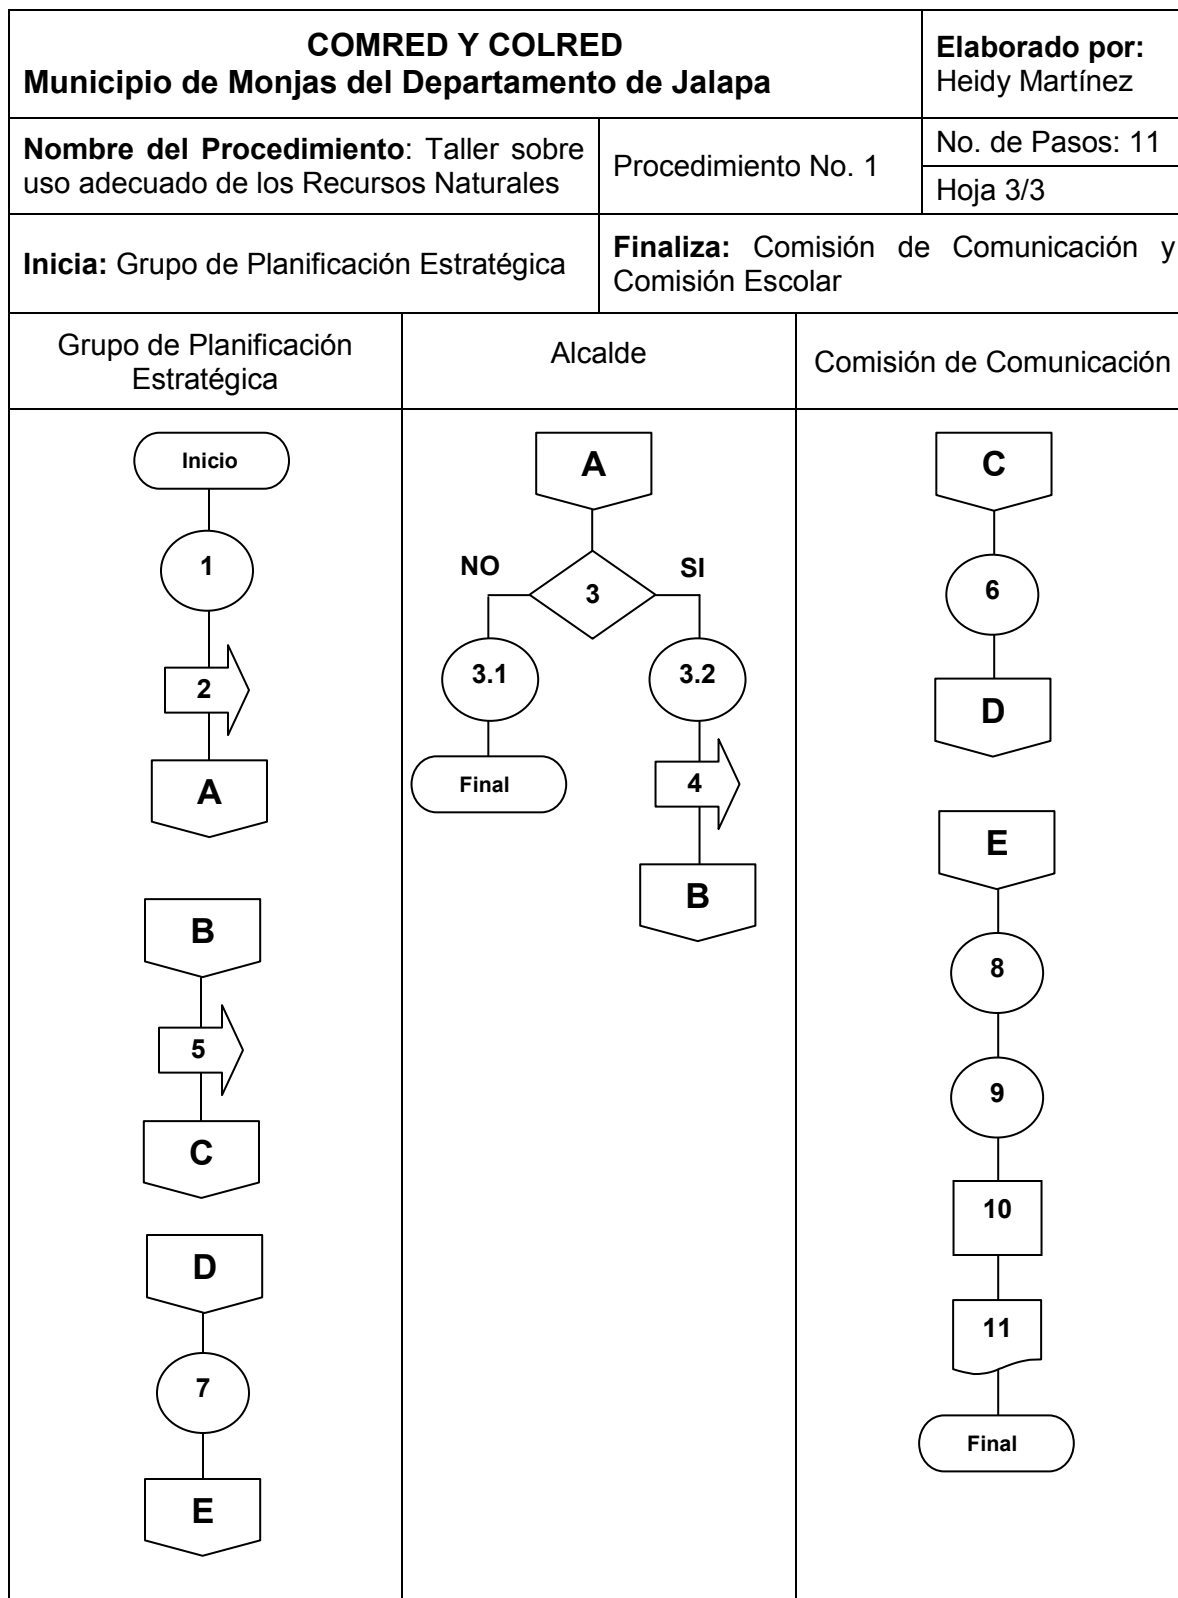 COMRED Y COLRED
Municipio de Monjas del Departamento de Jalapa
Elaborado por:
Heidy Martínez
Nombre del Procedimiento: Taller sobre
uso adecuado de los Recursos Naturales
Procedimiento No. 1
No. de Pasos: 11
Hoja 3/3
Inicia: Grupo de Planificación Estratégica
Finaliza: Comisión de Comunicación y
Comisión Escolar
Grupo de Planificación
Estratégica
Alcalde
Comisión de Comunicación
Inicio
1
2
A
B
5
C
D
7
E
A
NO
SI
3
3.1
3.2
Final
4
B
C
6
D
E
8
9
10
11
Final